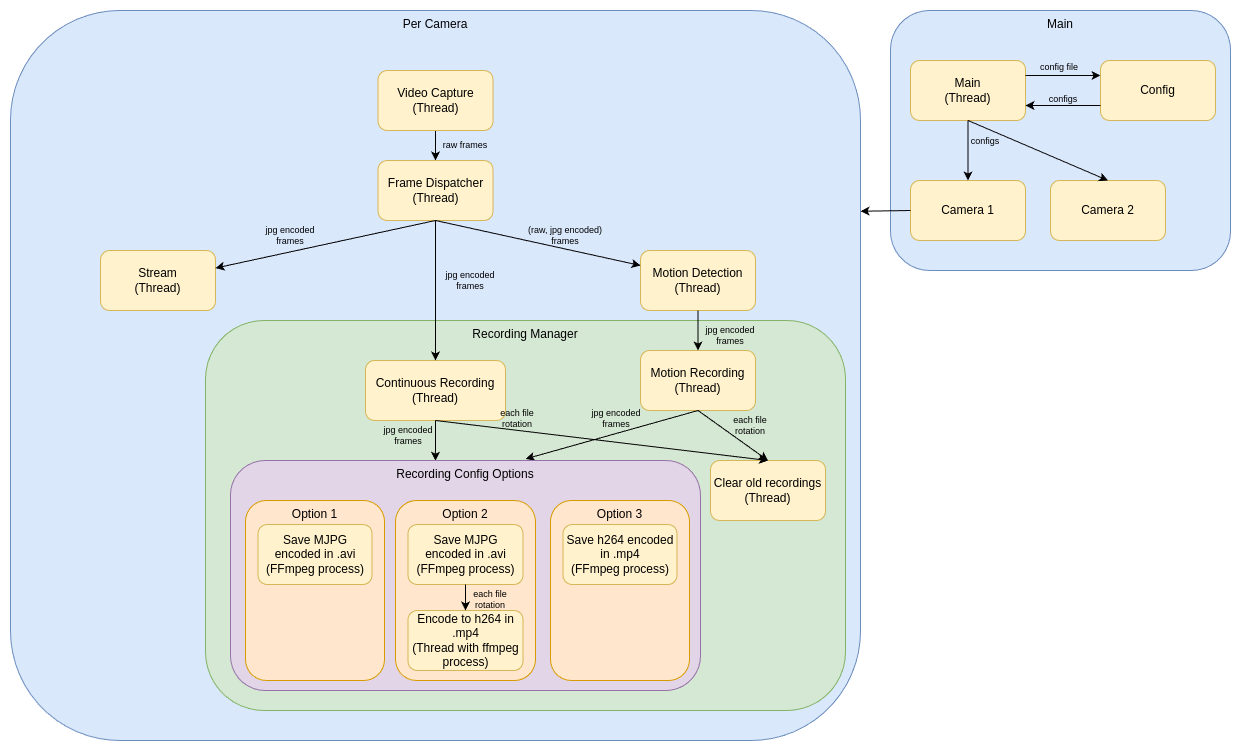 Per Camera
Video Capture
(Thread)
raw frames
Frame Dispatcher
(Thread)
jpg encoded
frames
jpg encoded
frames
(raw, jpg encoded)
frames
Stream
(Thread)
Motion Detection
(Thread)
jpg encoded
frames
Recording Manager
Continuous Recording
(Thread)
Motion Recording
(Thread)
jpg encoded
frames
each file
rotation
jpg encoded
frames
each file
rotation
Clear old recordings
(Thread)
Recording Config Options
Option 1
Save MJPG
encoded in .avi
(FFmpeg process)
Option 2
Save MJPG
encoded in .avi
(FFmpeg process)
each file
rotation
Encode to h264 in
.mp4
(Thread with ffmpeg
process)
Option 3
Save h264 encoded
in .mp4
(FFmpeg process)
Main
Main
(Thread)
config file
configs
Config
configs
Camera 1
Camera 2